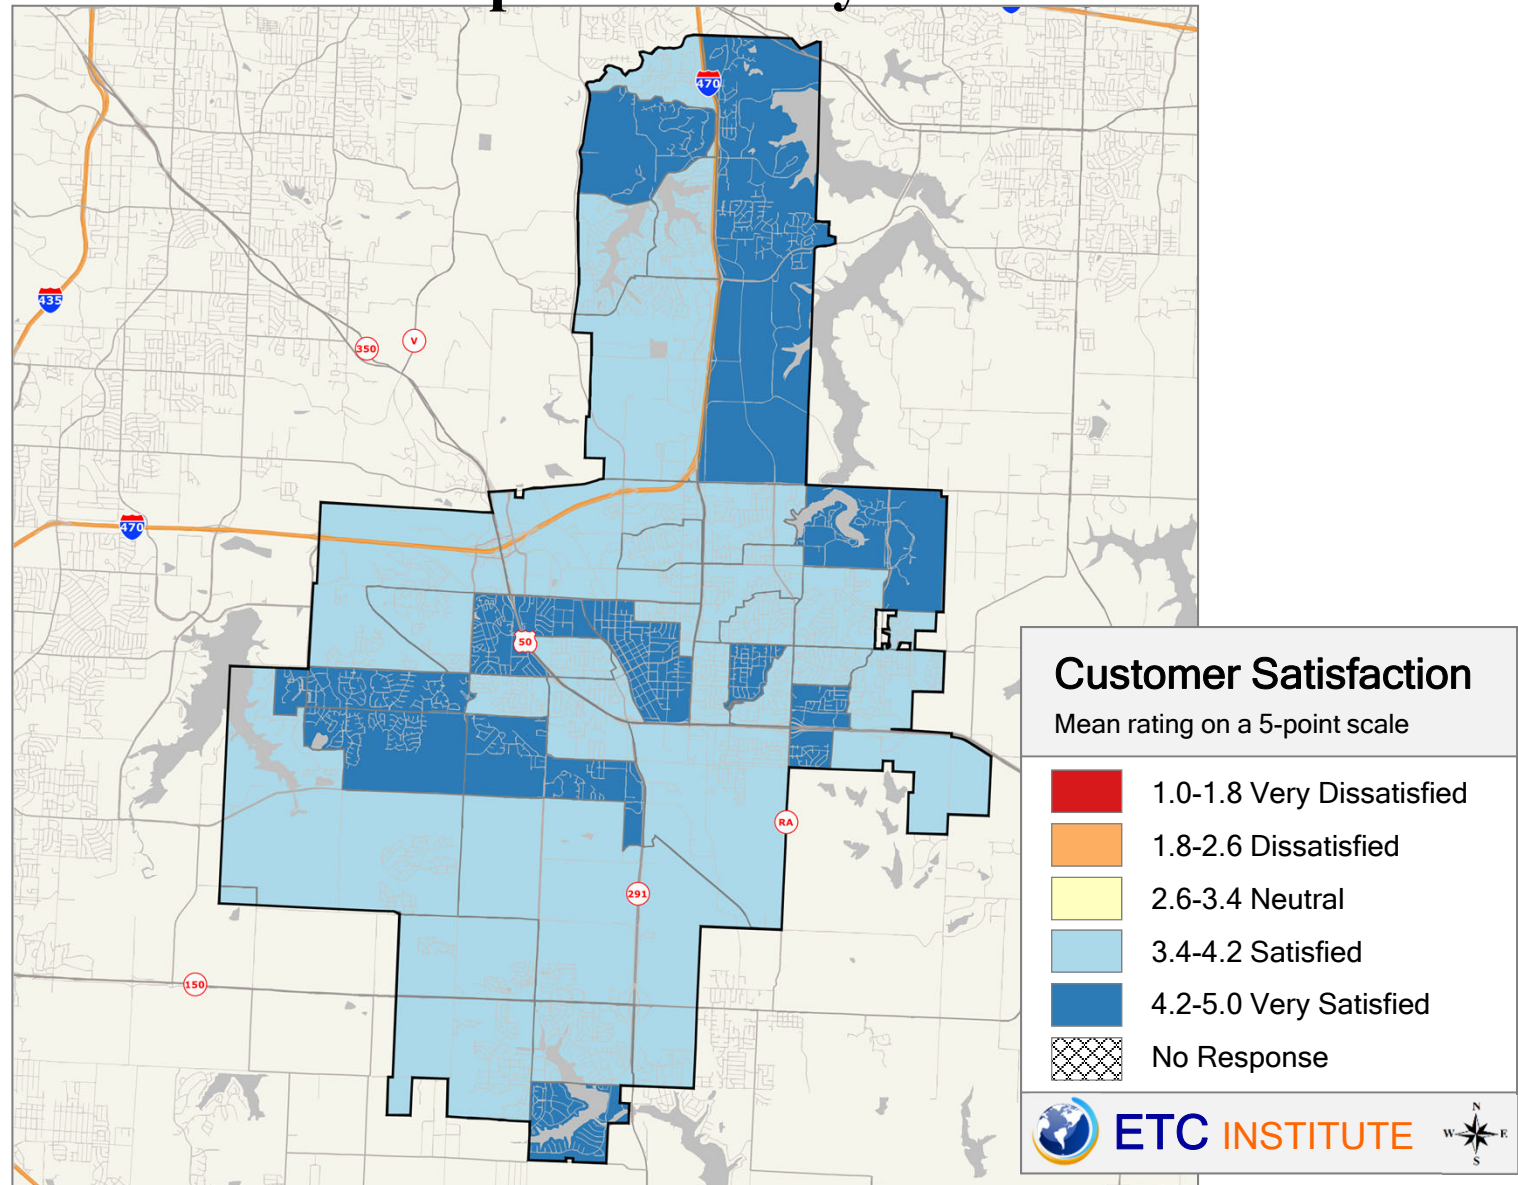 470
435
350
V
470
50
Customer Satisfaction
Mean rating on a 5-point scale
1.0-1.8 Very Dissatisfied
1.8-2.6 Dissatisfied
2.6-3.4 Neutral
3.4-4.2 Satisfied
4.2-5.0 Very Satisfied
No Response
RA
291
150
ETC INSTITUTE
N
W E
S